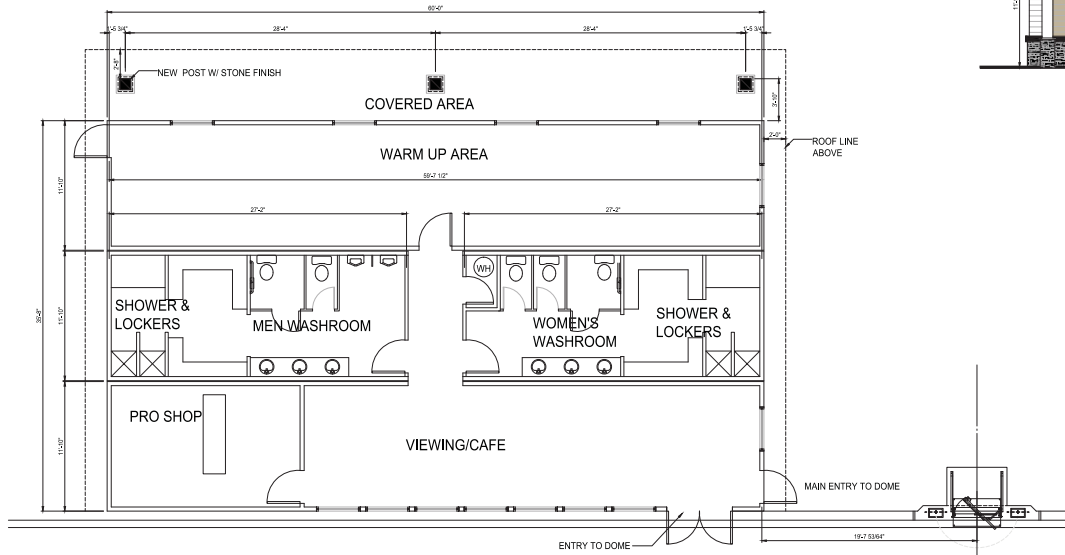 60'-0"
1'-5 3/4"
28'-4"
28'-4"
1'-5 3/4"
2'-8"
NEW POST W/ STONE FINISH
COVERED AREA
3'-10"
2'-0"
ROOF LINE
ABOVE
WARM UP AREA
11'-10"
59'-7 1/2"
27'-2"
27'-2"
WH
35'-8"
11'-10"
SHOWER &
LOCKERS
MEN WASHROOM
WOMEN'S
WASHROOM
SHOWER &
LOCKERS
11'-10"
PRO SHOP
VIEWING/CAFE
MAIN ENTRY TO DOME
ENTRY TO DOME
19'-7 53/64"